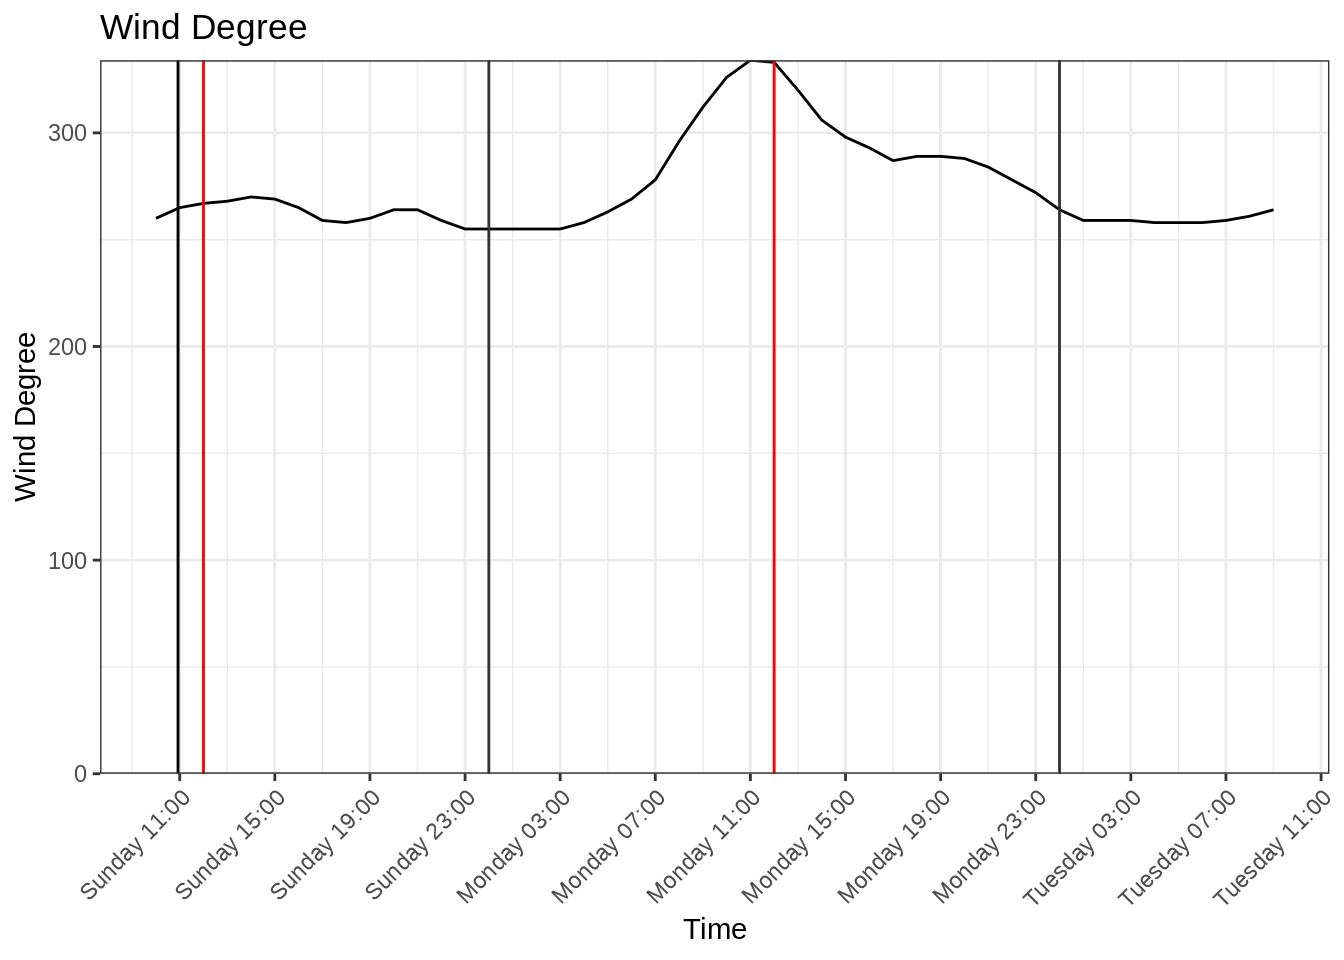 Wind Degree
Wind Degree
300
200
100
0
Sunday 11:00
Sunday 15:00
Sunday 19:00
Sunday 23:00
Monday 03:00
Monday 07:00
Monday 11:00
Monday 15:00
Monday 19:00
Monday 23:00
Tuesday 03:00
Tuesday 07:00
Tuesday 11:00
Time